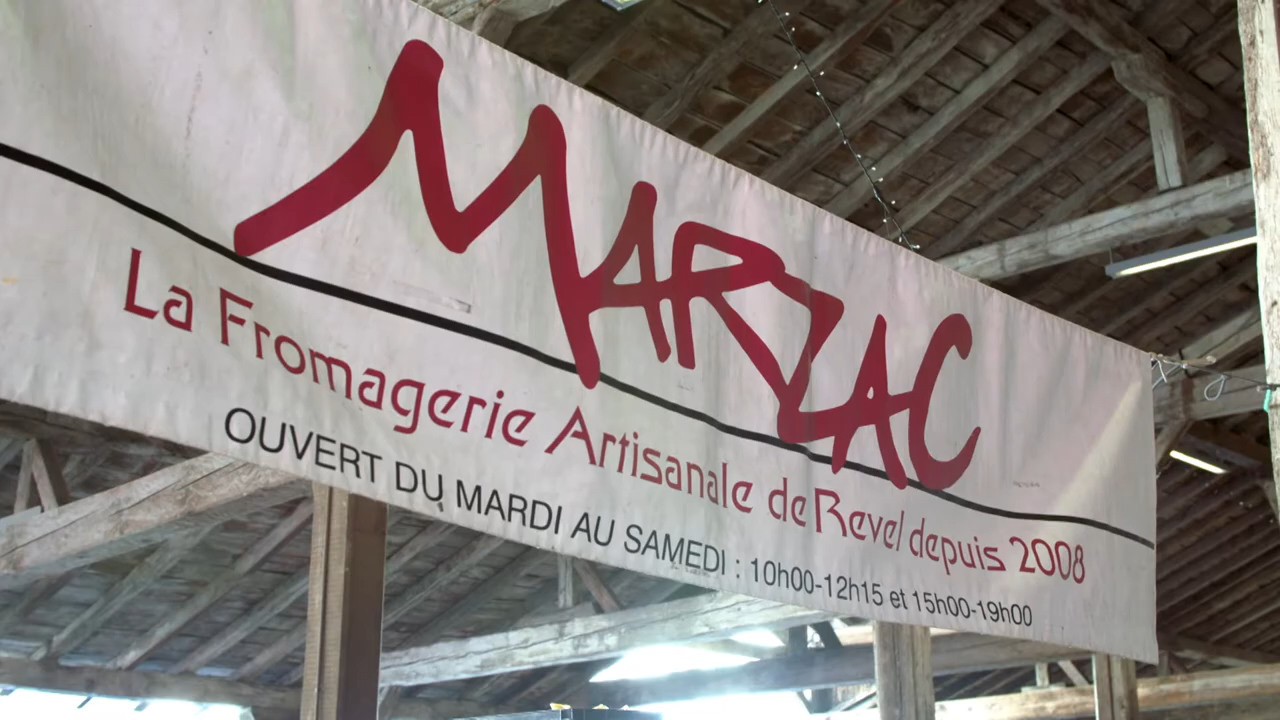 MARZAC
La Fromagerie Artisanale de Revel depuis 2008
OUVERT DU MARDI AU SAMEDI : 10h00-12h15 et 15h00-19h00